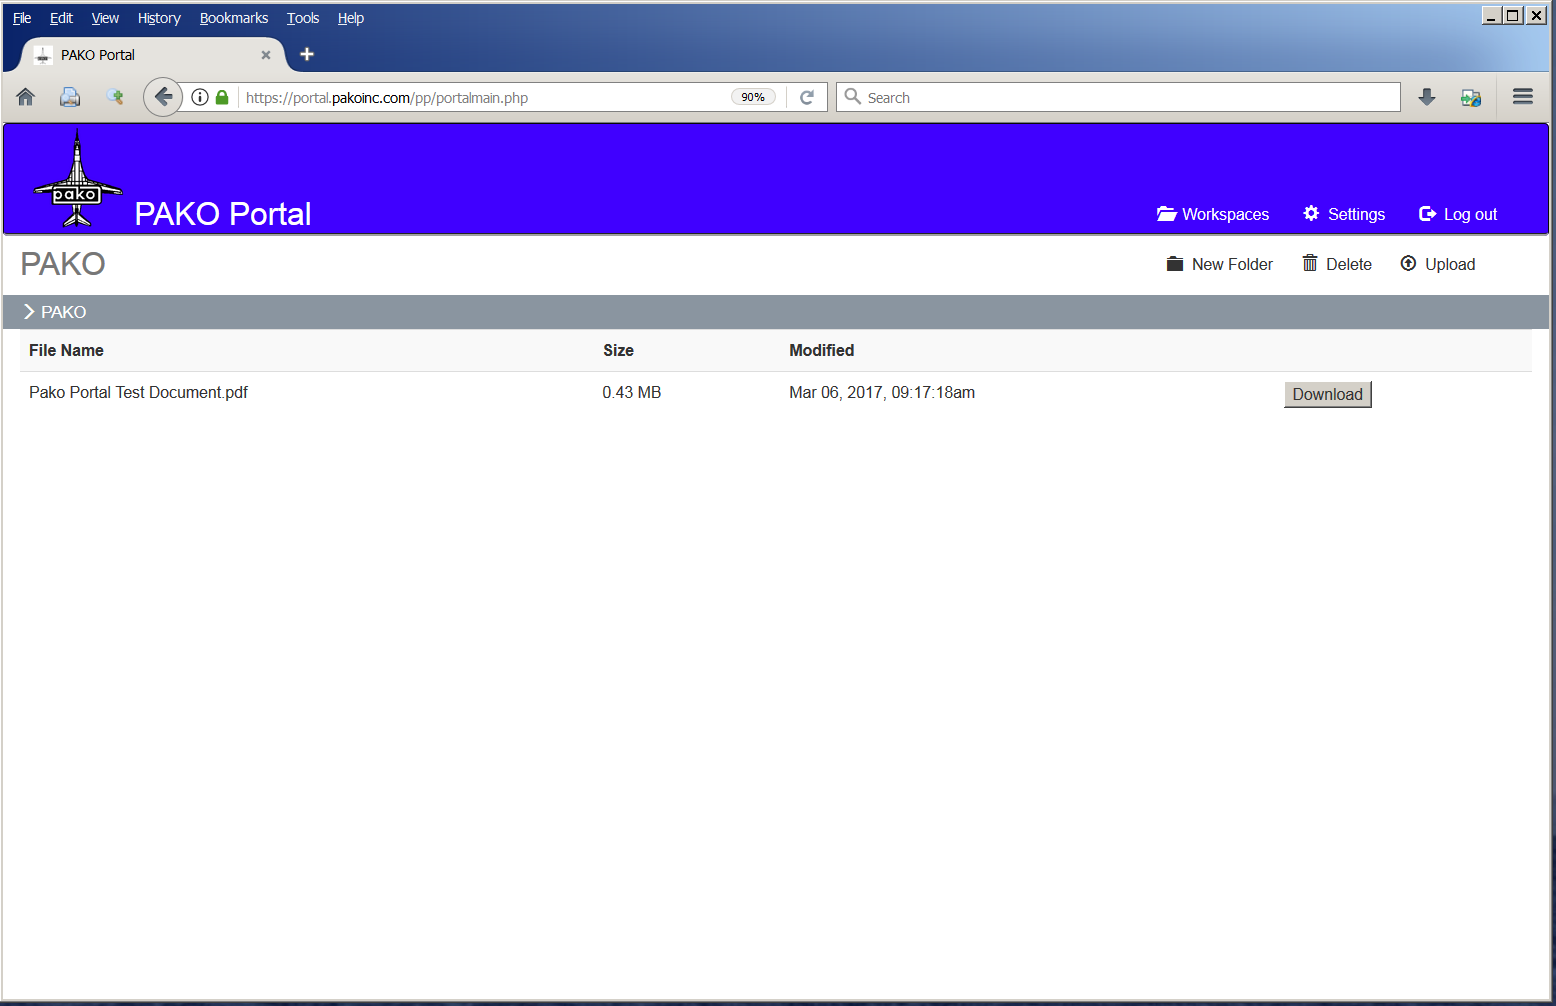 File Edit View History Bookmarks Tools Help
PAKO Portal
https://portal.pakoinc.com/pp/portalmain.php 90% Search
pako
PAKO Portal
Workspaces Settings Log out
PAKO
New Folder Delete Upload
PAKO
File Name Size Modified
Pako Portal Test Document.pdf 0.43 MB Mar 06, 2017, 09:17:18am Download